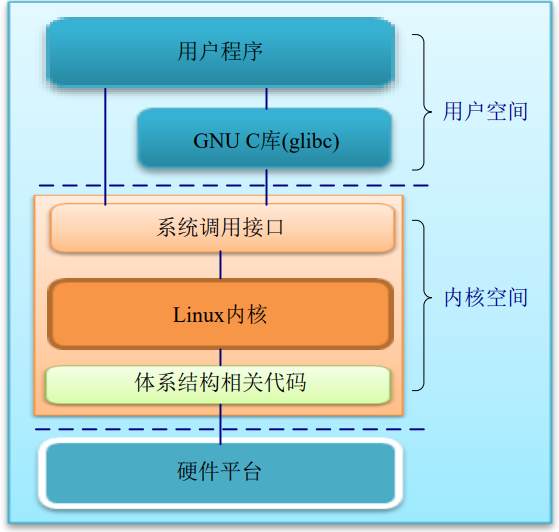 用户程序
GNU C库(glibc)
用户空间
系统调用接口
Linux内核
内核空间
体系结构相关代码
硬件平台